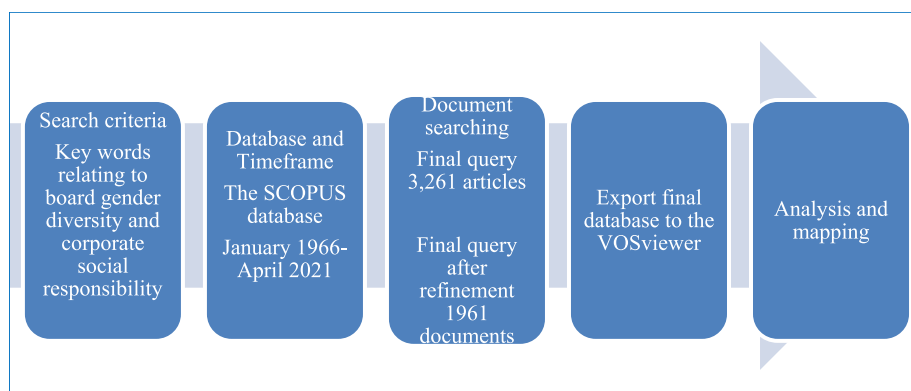 Search criteria
Key words
relating to
board gender
diversity and
corporate
social
responsibility
Database and
Timeframe
The SCOPUS
database
January 1966-
April 2021
Document
searching
Final query
3,261 articles
Final query
after
refinement
1961
documents
Export final
database to the
VOSviewer
Analysis and
mapping